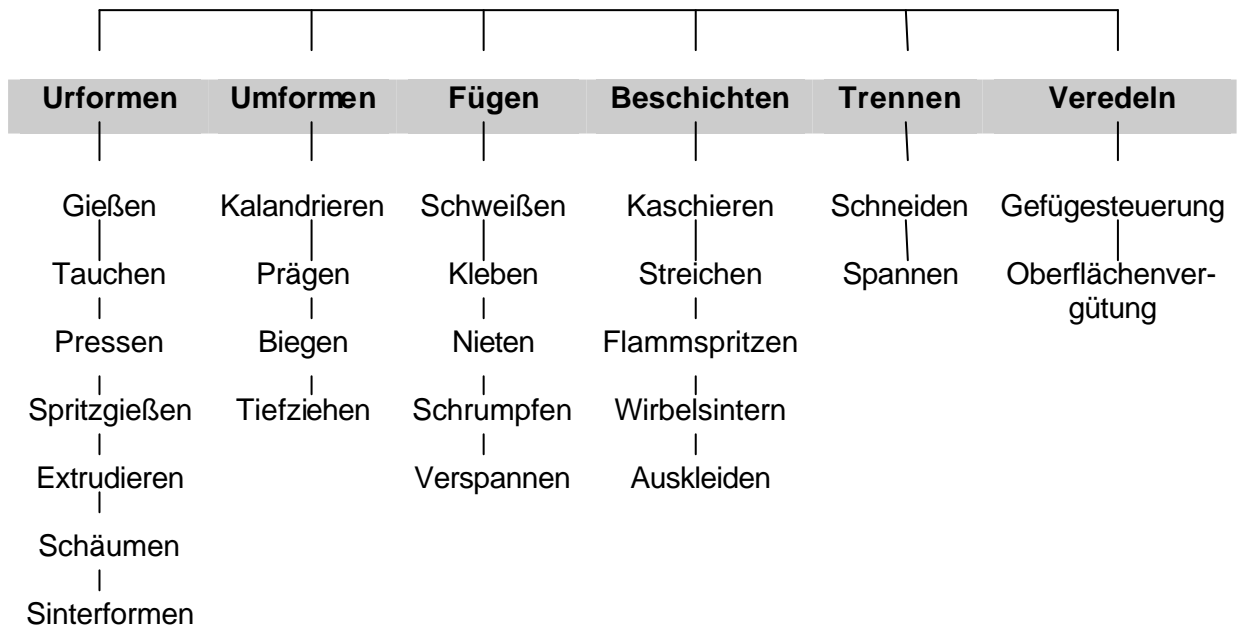 Urformen Umformen Fügen Beschichten Trennen Veredeln
Gießen Kalandrieren Schweißen Kaschieren Schneiden Gefügesteuerung
Tauchen Prägen Kleben Streichen Spannen Oberflächenver-
gütung
Pressen Biegen Nieten Flammspritzen
Spritzgießen Tiefziehen Schrumpfen Wirbelsintern
Extrudieren Verspannen Auskleiden
Schäumen
Sinterformen